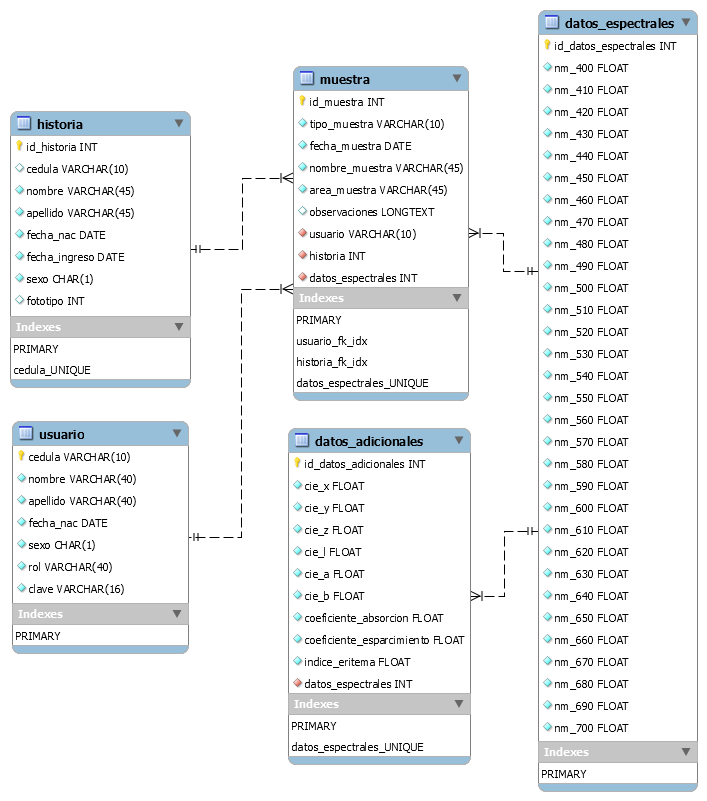 historia
id_historia INT
cedula VARCHAR(10)
nombre VARCHAR(45)
apellido VARCHAR(45)
fecha_nac DATE
fecha_ingreso DATE
sexo CHAR(1)
fototipo INT
Indexes
PRIMARY
cedula_UNIQUE
usuario
cedula VARCHAR(10)
nombre VARCHAR(40)
apellido VARCHAR(40)
fecha_nac DATE
sexo CHAR(1)
rol VARCHAR(40)
clave VARCHAR(16)
Indexes
PRIMARY
muestra
id_muestra INT
tipo_muestra VARCHAR(10)
fecha_muestra DATE
nombre_muestra VARCHAR(45)
area_muestra VARCHAR(45)
observaciones LONGTEXT
usuario VARCHAR(10)
historia INT
datos_espectrales INT
Indexes
PRIMARY
usuario_fk_idx
historia_fk_idx
datos_espectrales_UNIQUE
datos_adicionales
id_datos_adicionales INT
cie_x FLOAT
cie_y FLOAT
cie_z FLOAT
cie_l FLOAT
cie_a FLOAT
cie_b FLOAT
coeficiente_absorcion FLOAT
coeficiente_esparcimiento FLOAT
indice_eritema FLOAT
datos_espectrales INT
Indexes
PRIMARY
datos_espectrales_UNIQUE
datos_espectrales
id_datos_espectrales INT
nm_400 FLOAT
nm_410 FLOAT
nm_420 FLOAT
nm_430 FLOAT
nm_440 FLOAT
nm_450 FLOAT
nm_460 FLOAT
nm_470 FLOAT
nm_480 FLOAT
nm_490 FLOAT
nm_500 FLOAT
nm_510 FLOAT
nm_520 FLOAT
nm_530 FLOAT
nm_540 FLOAT
nm_550 FLOAT
nm_560 FLOAT
nm_570 FLOAT
nm_580 FLOAT
nm_590 FLOAT
nm_600 FLOAT
nm_610 FLOAT
nm_620 FLOAT
nm_630 FLOAT
nm_640 FLOAT
nm_650 FLOAT
nm_660 FLOAT
nm_670 FLOAT
nm_680 FLOAT
nm_690 FLOAT
nm_700 FLOAT
Indexes
PRIMARY